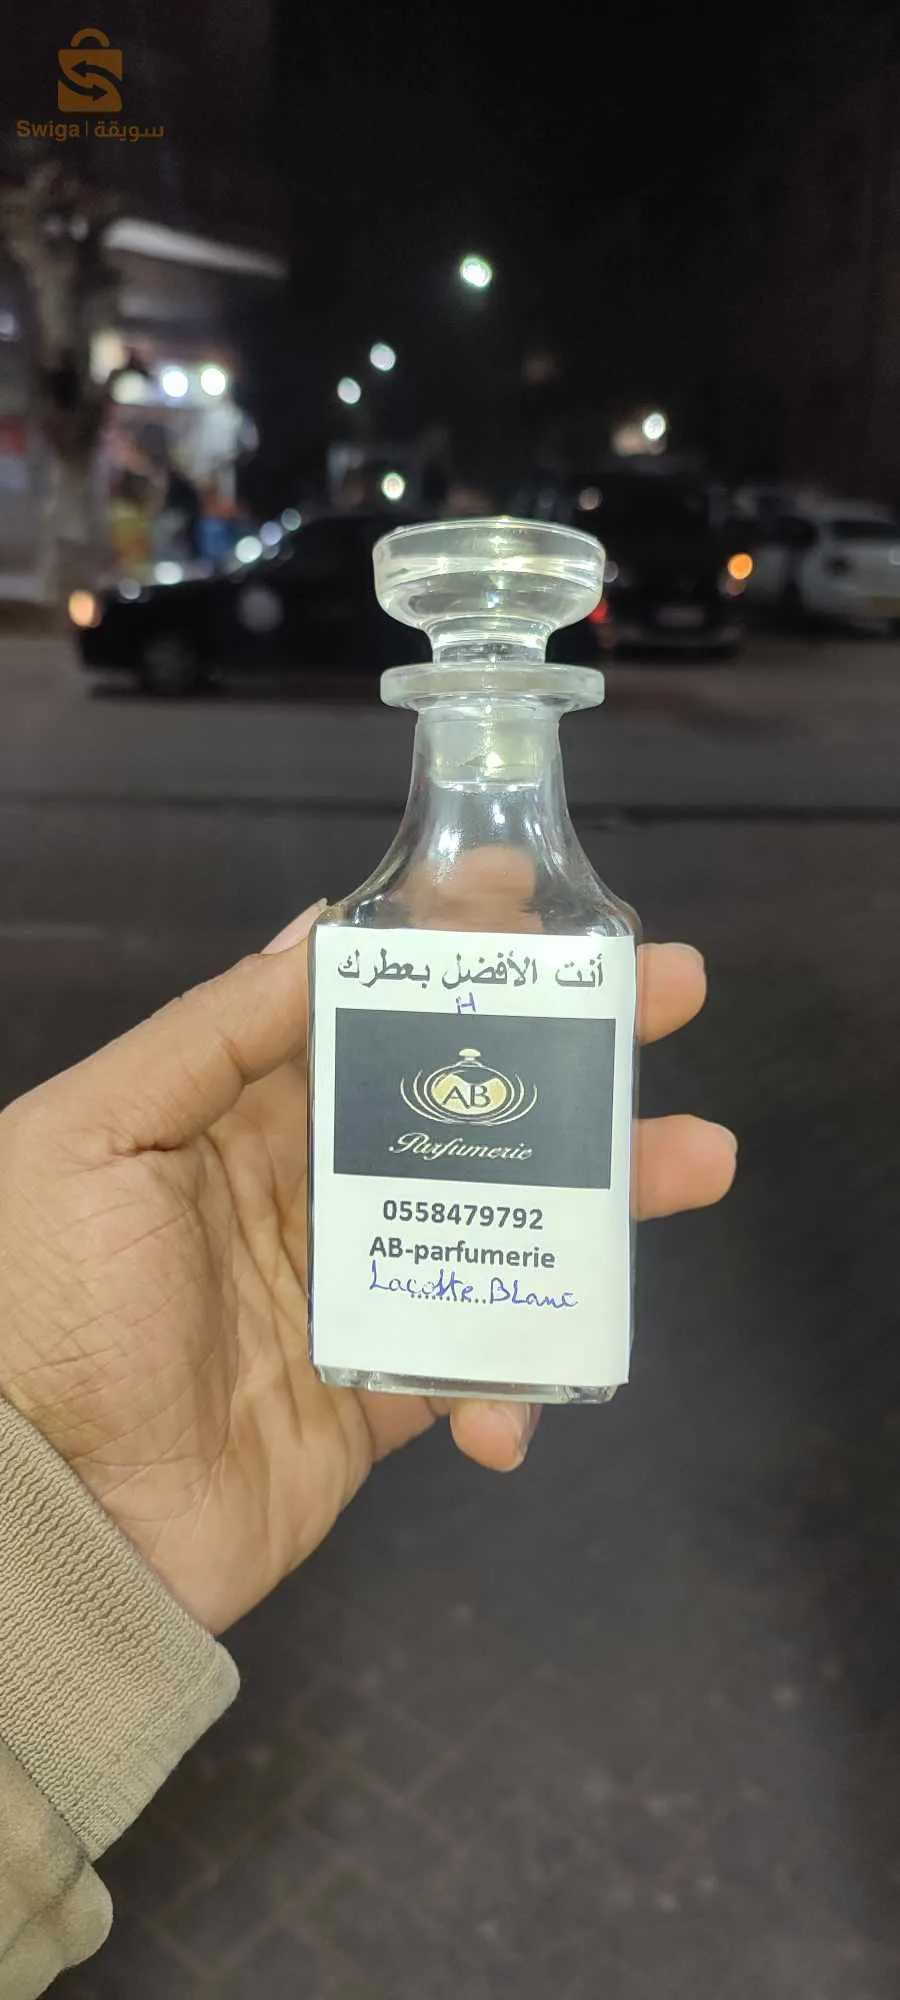 Swiga | سويقة
أنت الأفضل بعطرك
H
AB
Parfumerie
0558479792
AB-parfumerie
Lacoste BLanc